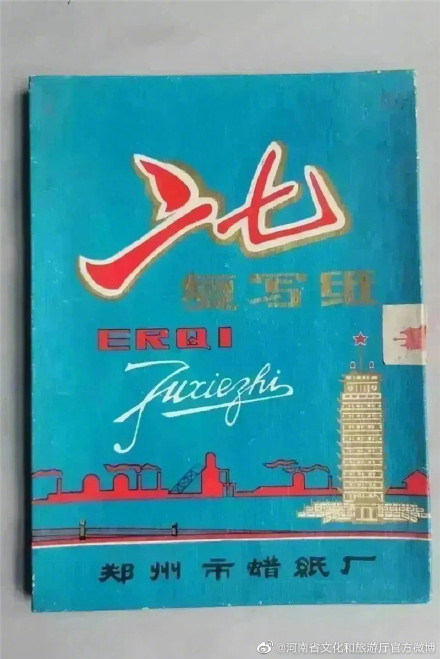 二七
复写纸
ERQI
Fuxiezhi
郑州市蜡纸厂
@河南省文化和旅游厅官方微博